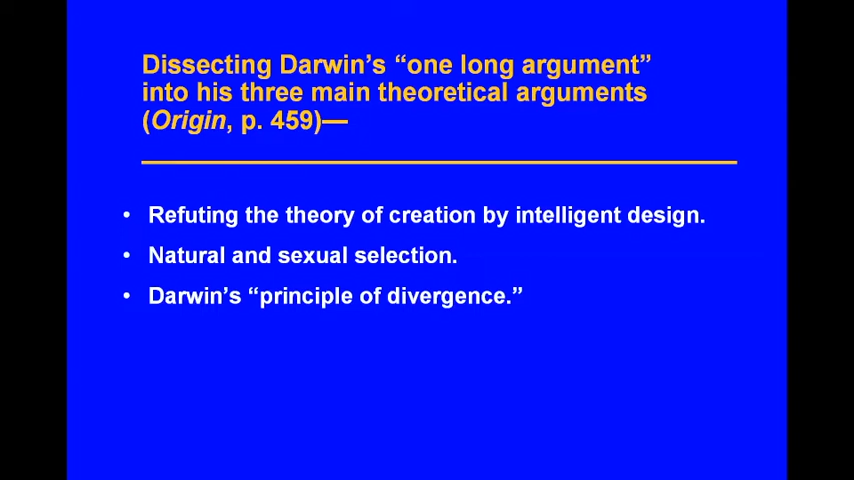 Dissecting Darwin’s “one long argument”
into his three main theoretical arguments
(Origin, p. 459)—
• Refuting the theory of creation by intelligent design.
• Natural and sexual selection.
• Darwin’s “principle of divergence.”